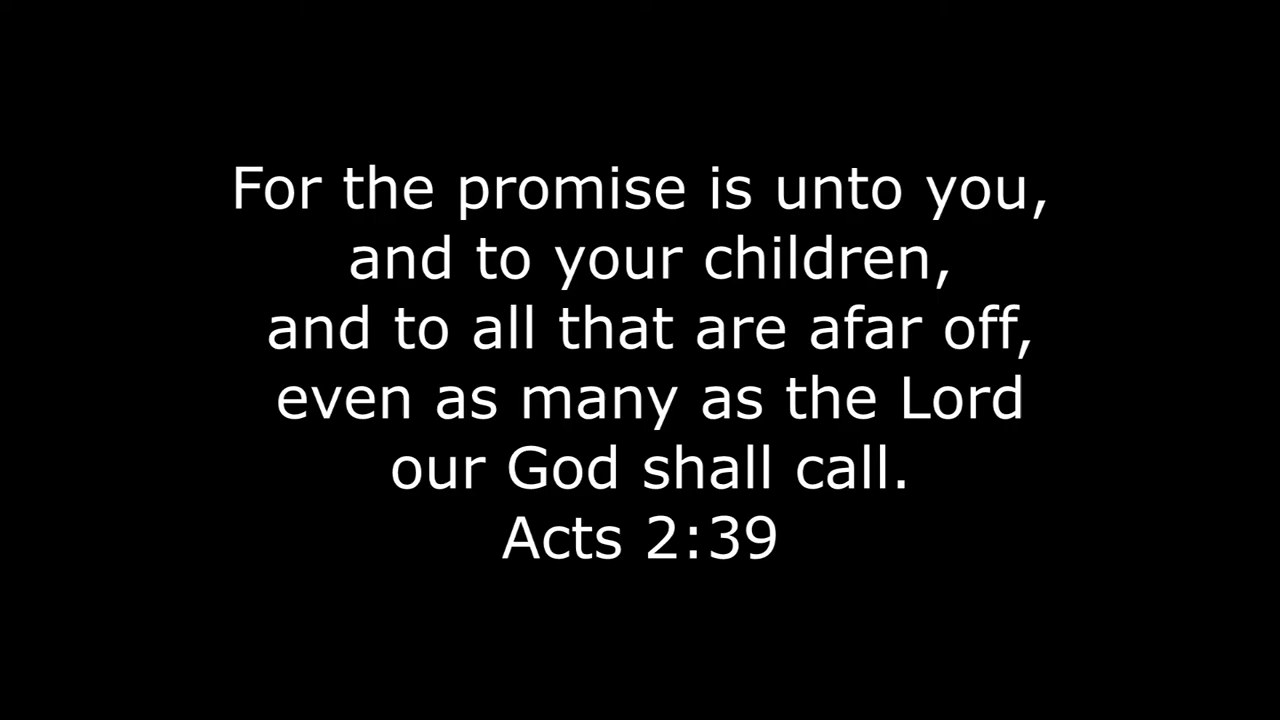 For the promise is unto you,
and to your children,
and to all that are afar off,
even as many as the Lord
our God shall call.
Acts 2:39